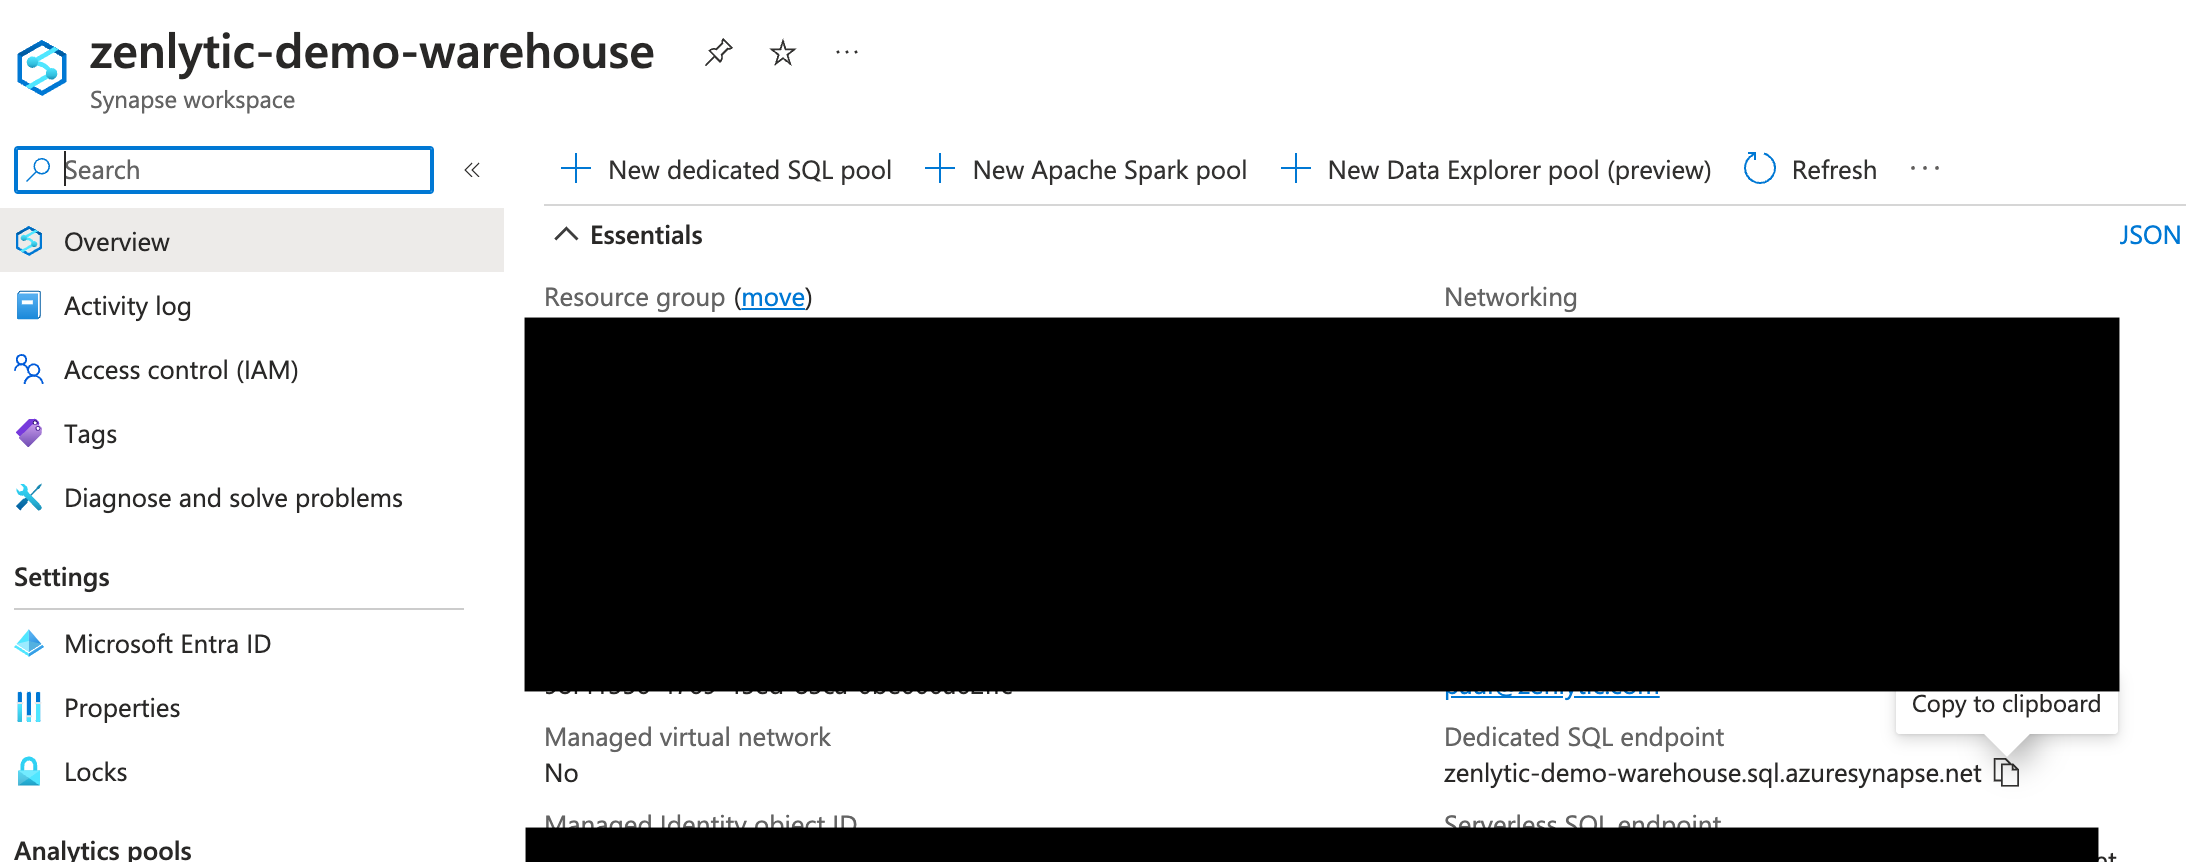 zenlytic-demo-warehouse
Synapse workspace
Search
New dedicated SQL pool
New Apache Spark pool
New Data Explorer pool (preview)
Refresh
Overview
Activity log
Access control (IAM)
Tags
Diagnose and solve problems
Settings
Microsoft Entra ID
Properties
Locks
Analytics pools
Essentials
JSON
Resource group (move)
Networking
Copy to clipboard
Managed virtual network
No
Dedicated SQL endpoint
zenlytic-demo-warehouse.sql.azuresynapse.net
Managed Identity object ID
Serverless SQL endpoint